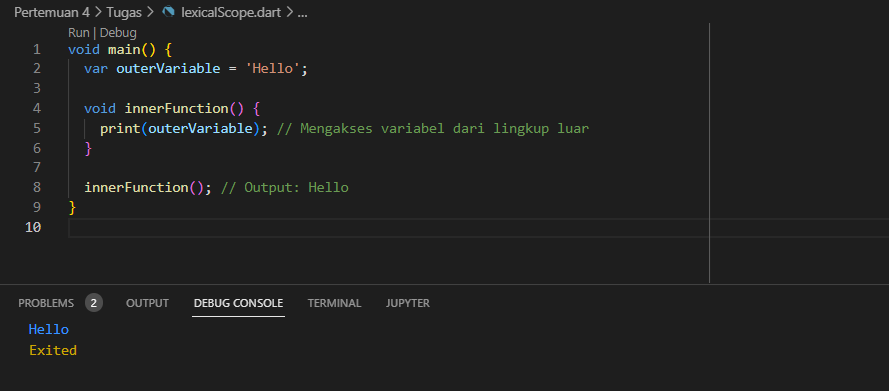 Pertemuan 4 > Tugas > lexicalScope.dart > ...
Run | Debug
1 void main() {
2   var outerVariable = 'Hello';
3
4   void innerFunction() {
5     print(outerVariable); // Mengakses variabel dari lingkup luar
6   }
7
8   innerFunction(); // Output: Hello
9 }
10
PROBLEMS 2 OUTPUT DEBUG CONSOLE TERMINAL JUPYTER
Hello
Exited